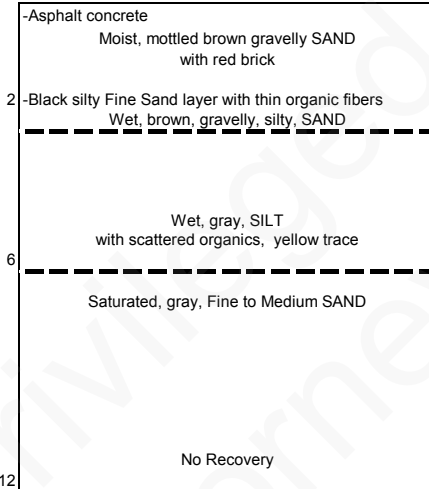 -Asphalt concrete
Moist, mottled brown gravelly SAND
with red brick
2 -Black silty Fine Sand layer with thin organic fibers
Wet, brown, gravelly, silty, SAND
Wet, gray, SILT
with scattered organics, yellow trace
6
Saturated, gray, Fine to Medium SAND
No Recovery
12